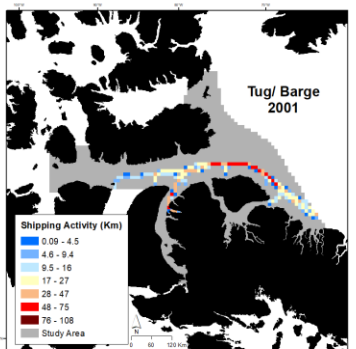 Tug/ Barge
2001
Shipping Activity (Km)
0.09 - 4.5
4.6 - 9.4
9.5 - 16
17 - 27
28 - 47
48 - 75
76 - 108
Study Area
N
0 60 120 Km